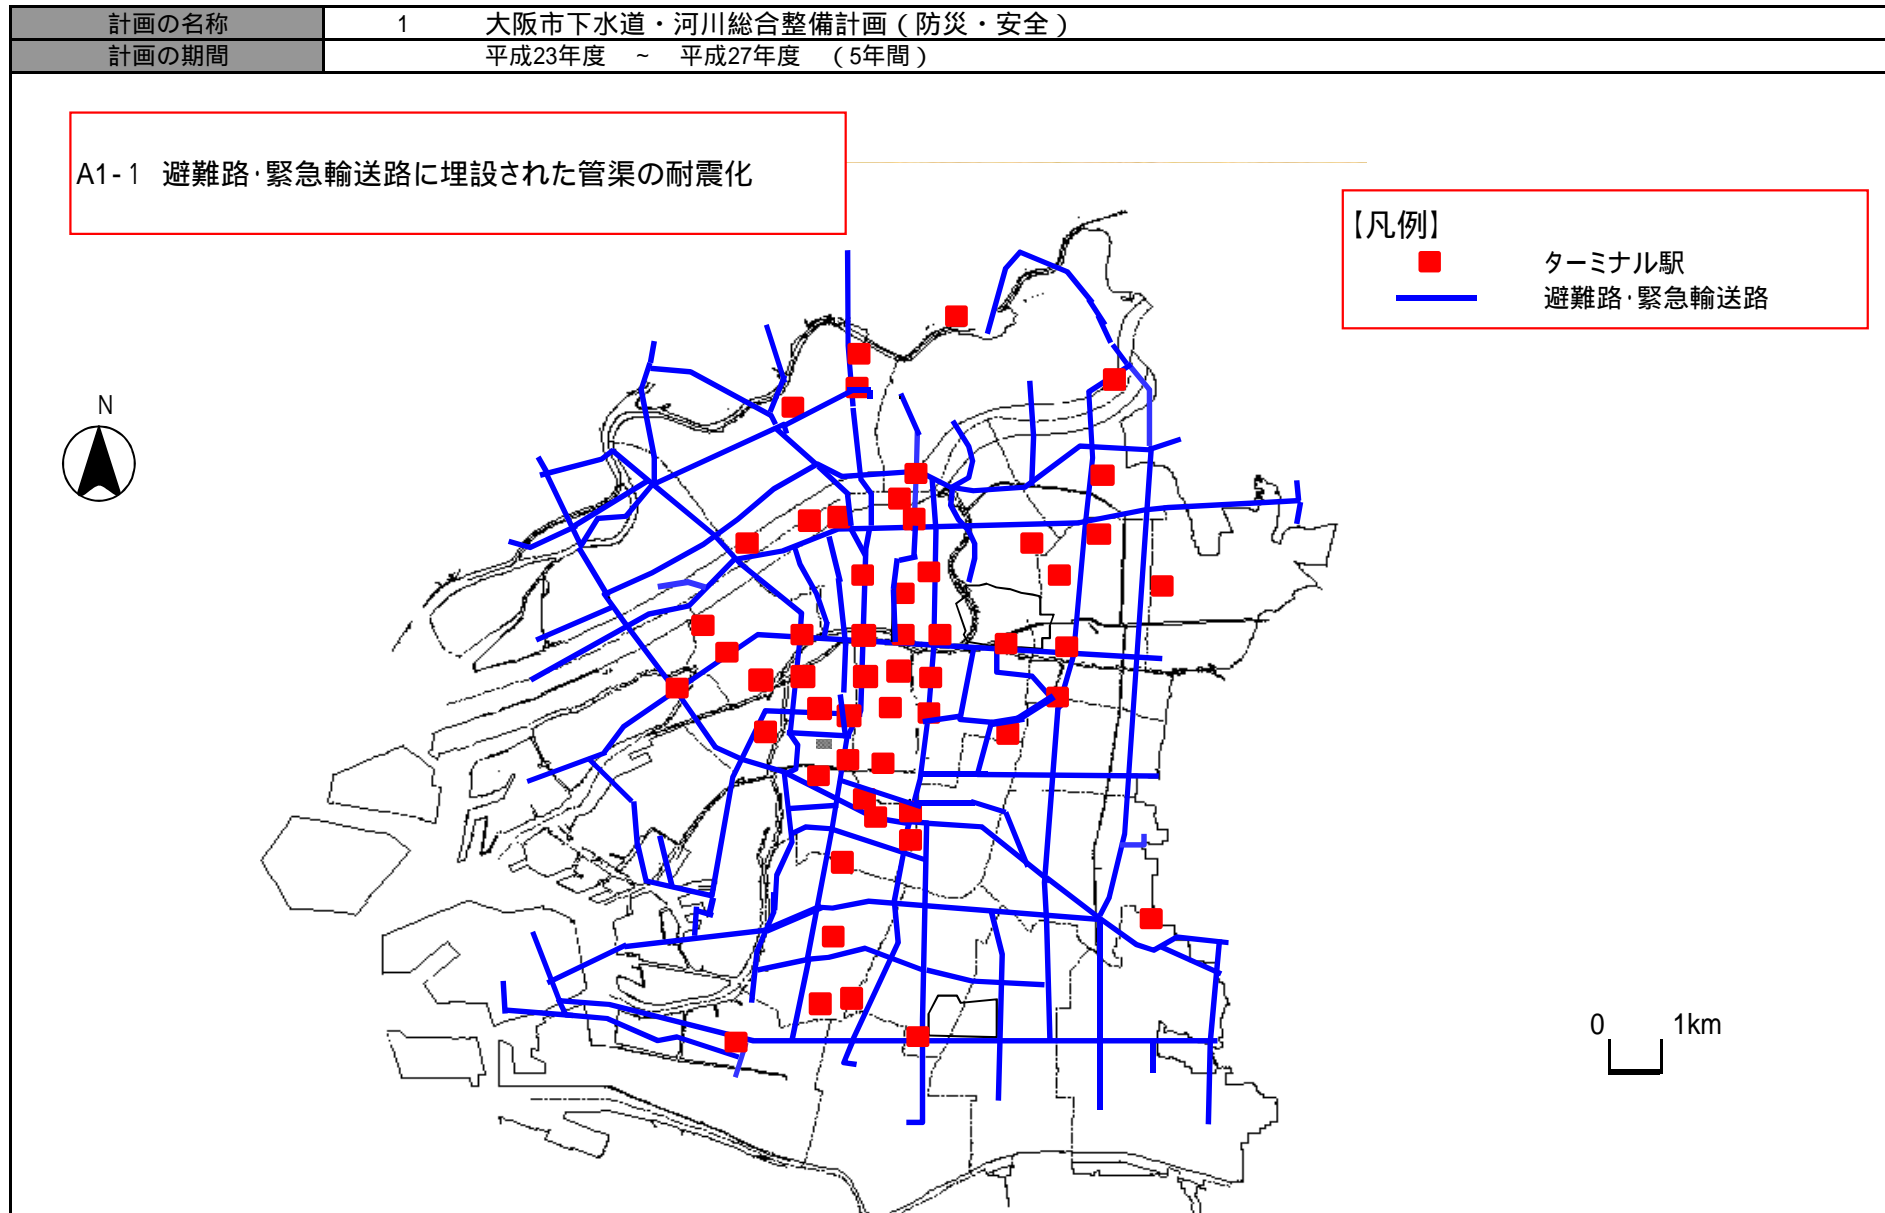 計画の名称 1 大阪市下水道・河川総合整備計画(防災・安全)
計画の期間 平成23年度 ~ 平成27年度 (5年間)
A1-1 避難路・緊急輸送路に埋設された管渠の耐震化
【凡例】
ターミナル駅
避難路・緊急輸送路
N
0 1km